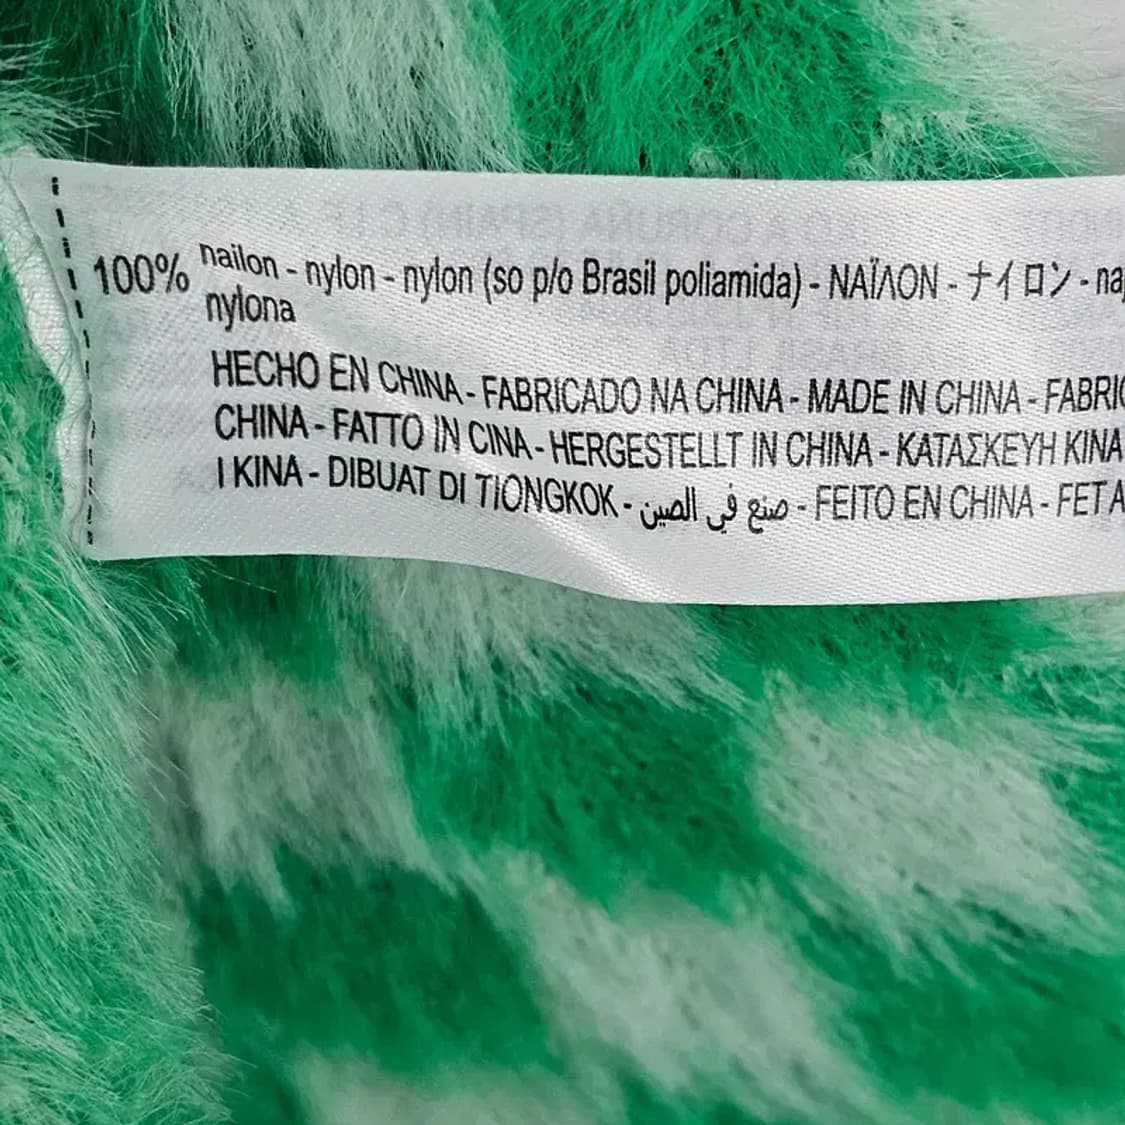 100% nailon - nylon - nylon (so p/o Brasil poliamida) - ΝΑΪΛΟΝ - ナイロン -
nylona
HECHO EN CHINA - FABRICADO NA CHINA - MADE IN CHINA -
CHINA - FATTO IN CINA - HERGESTELLT IN CHINA - ΚΑΤΑΣΚΕΥΗ ΚΙΝΑ
I KINA - DIBUAT DI TIONGKOK - صنع في الصين - FEITO EN CHINA - FET A